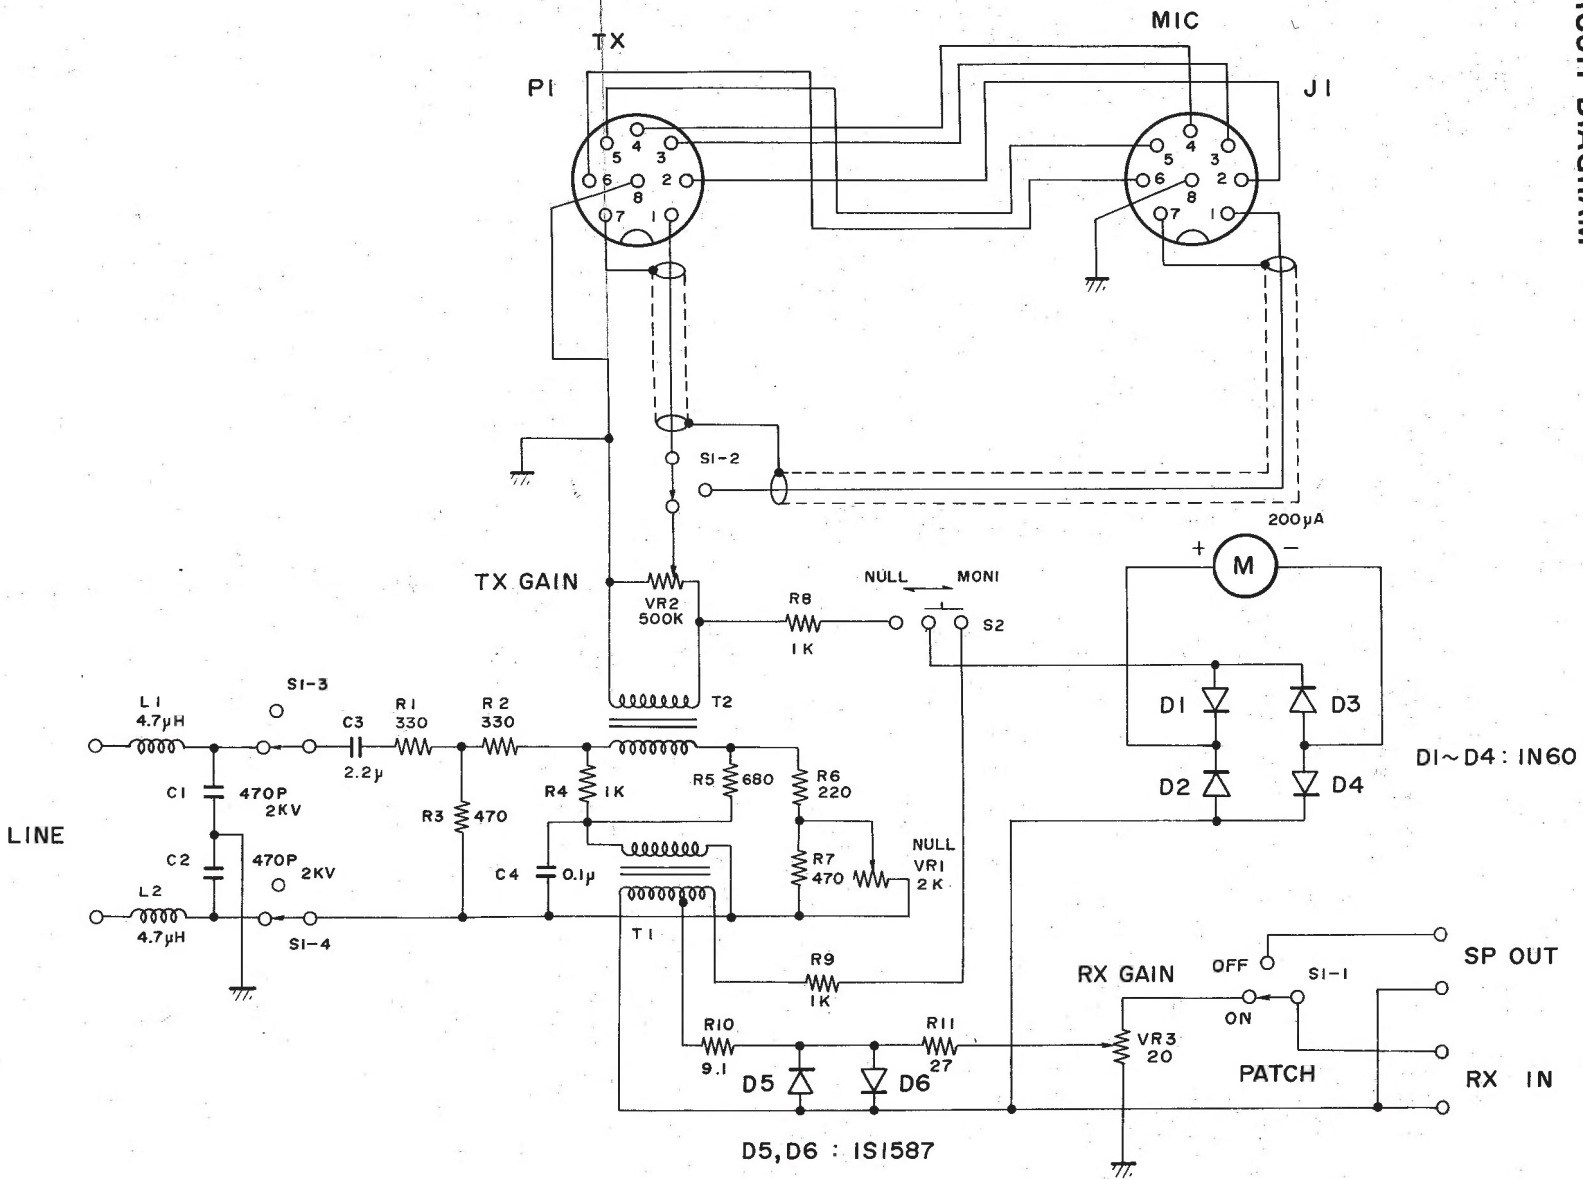 MIC
TX
P1
J1
4
5
3
6
2
8
7
1
4
5
3
6
2
8
7
1
S1-2
200μA
+
M
−
TX GAIN
VR2
500K
NULL
MONI
R8
1K
S2
T2
D1
D3
D2
D4
D1~D4: 1N60
S1-3
L1
4.7μH
C3
2.2μ
R1
330
R2
330
C1
470P
2KV
R3
470
R4
1K
R5
680
R6
220
LINE
C2
470P
2KV
C4
0.1μ
R7
470
NULL
VR1
2K
L2
4.7μH
S1-4
T1
R9
1K
RX GAIN
OFF
S1-1
ON
SP OUT
R10
9.1
R11
27
VR3
20
D5
D6
PATCH
RX IN
D5,D6 : 1S1587
DIAGRAM